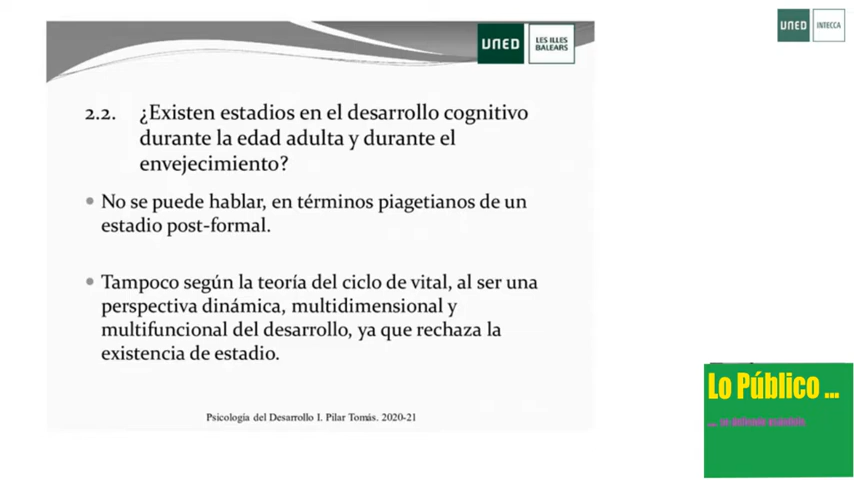 UNED
LES ILLES
BALEARS
UNED
INTECCA
2.2. ¿Existen estadios en el desarrollo cognitivo
durante la edad adulta y durante el
envejecimiento?
• No se puede hablar, en términos piagetianos de un
estadio post-formal.
• Tampoco según la teoría del ciclo de vital, al ser una
perspectiva dinámica, multidimensional y
multifuncional del desarrollo, ya que rechaza la
existencia de estadio.
Psicología del Desarrollo I. Pilar Tomás. 2020-21
Lo Público ...